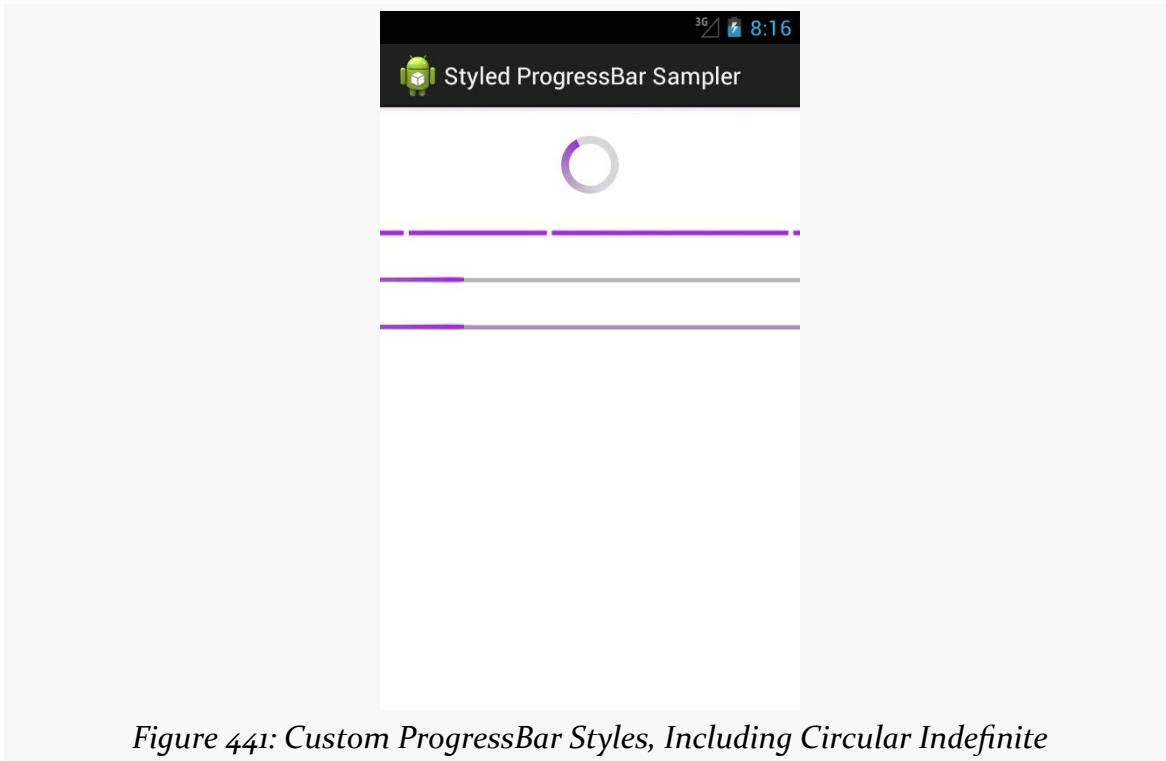 3G 8:16
Styled ProgressBar Sampler
Figure 441: Custom ProgressBar Styles, Including Circular Indefinite